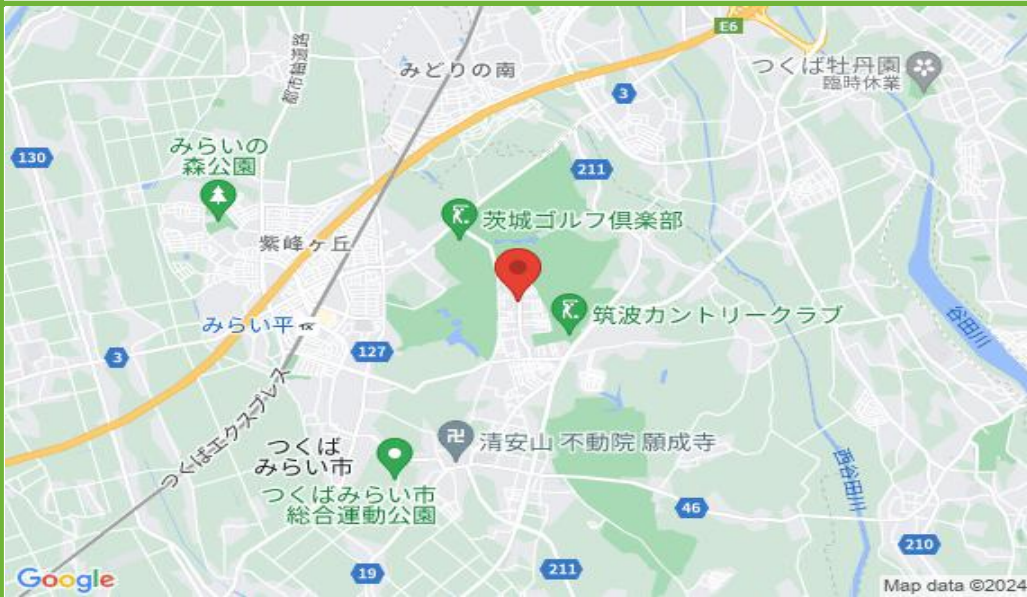 E6
都市軸道路
みどりの南
つくば牡丹園
臨時休業
3
130
みらいの
森公園
211
茨城ゴルフ倶楽部
紫峰ヶ丘
筑波カントリークラブ
谷田川
みらい平
127
3
つくばエクスプレス
つくば
みらい市
清安山 不動院 願成寺
つくばみらい市
総合運動公園
西谷田川
46
210
19
211
Google
Map data ©2024